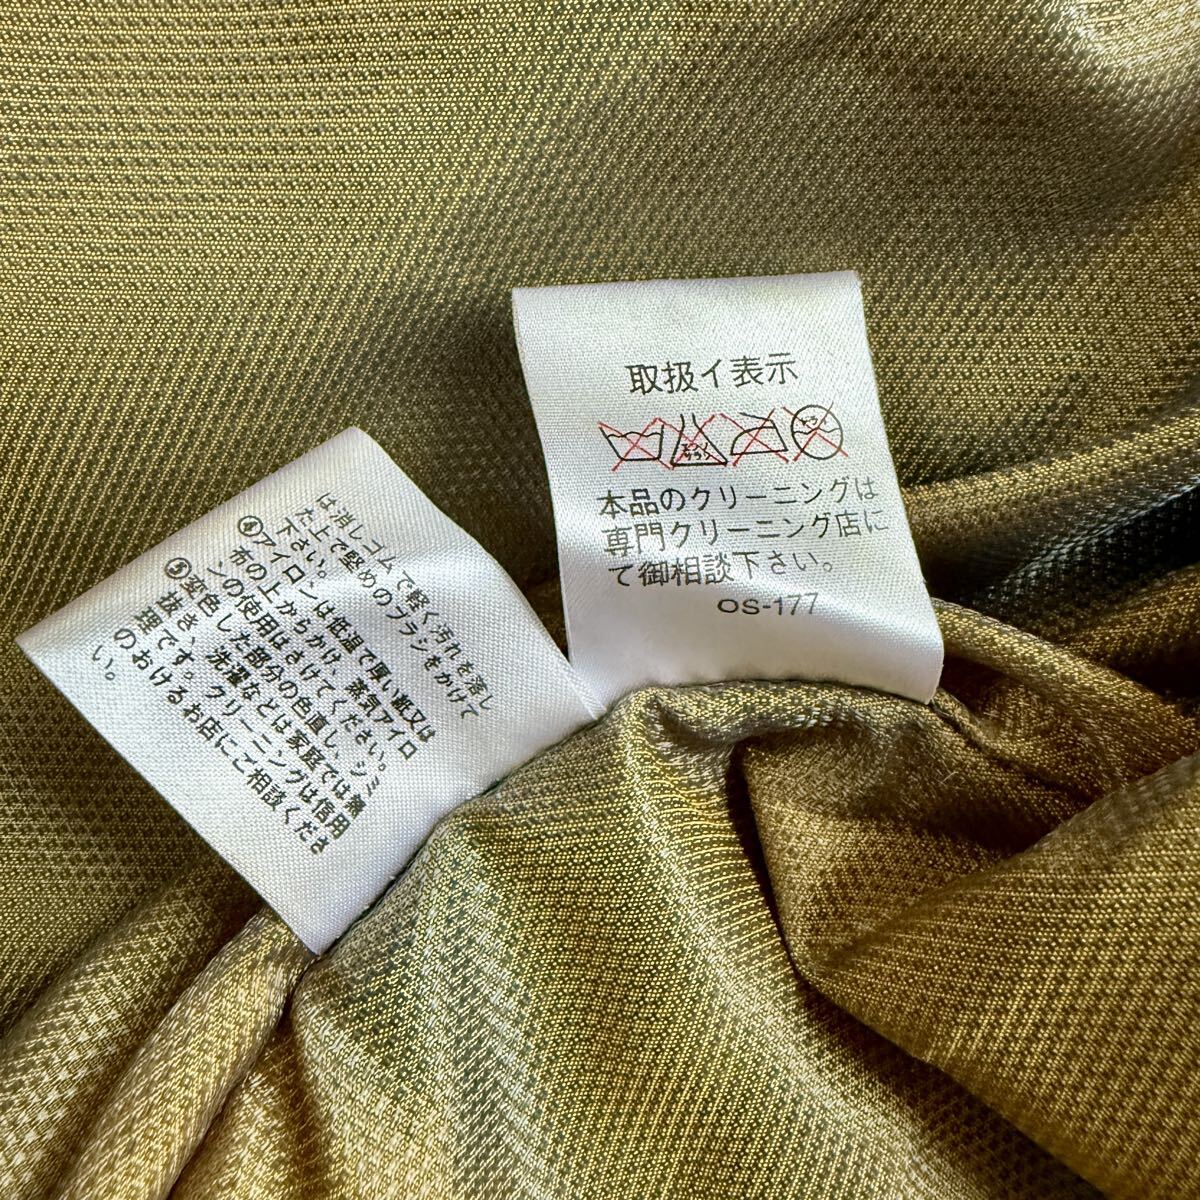 取扱イ表示
本品のクリーニングは
専門クリーニング店に
て御相談下さい。
OS-177
は消しゴムで軽く汚れを落し
た上で堅めのブラシをかけて
下さい。
④アイロンは低温で厚い紙又は
布の上からかけ、蒸気アイロ
ンの使用はさけてください。
⑤変色した部分の色直し、シミ
抜き、洗濯などは家庭では無
理です。クリーニングは信用
のおけるお店にご相談くださ
い。